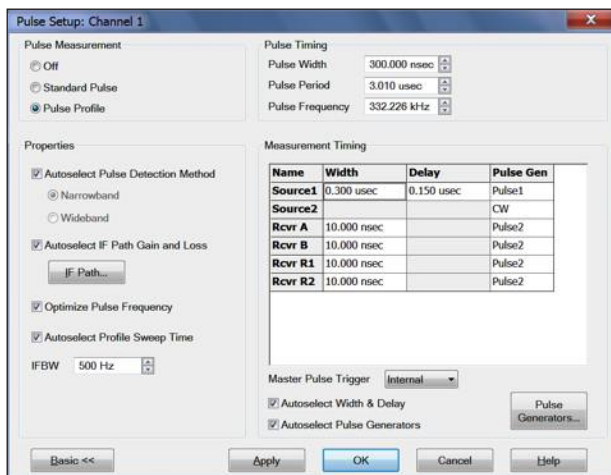 Pulse Setup: Channel 1
Pulse Measurement
Off
Standard Pulse
Pulse Profile
Pulse Timing
Pulse Width 300.000 nsec
Pulse Period 3.010 usec
Pulse Frequency 332.226 kHz
Properties
Autoselect Pulse Detection Method
Narrowband
Wideband
Autoselect IF Path Gain and Loss
IF Path...
Optimize Pulse Frequency
Autoselect Profile Sweep Time
IFBW 500 Hz
Measurement Timing
Name Width Delay Pulse Gen
Source1 0.300 usec 0.150 usec Pulse1
Source2 CW
Rcvr A 10.000 nsec Pulse2
Rcvr B 10.000 nsec Pulse2
Rcvr R1 10.000 nsec Pulse2
Rcvr R2 10.000 nsec Pulse2
Master Pulse Trigger Internal
Autoselect Width & Delay
Autoselect Pulse Generators
Pulse
Generators...
Basic << Apply OK Cancel Help